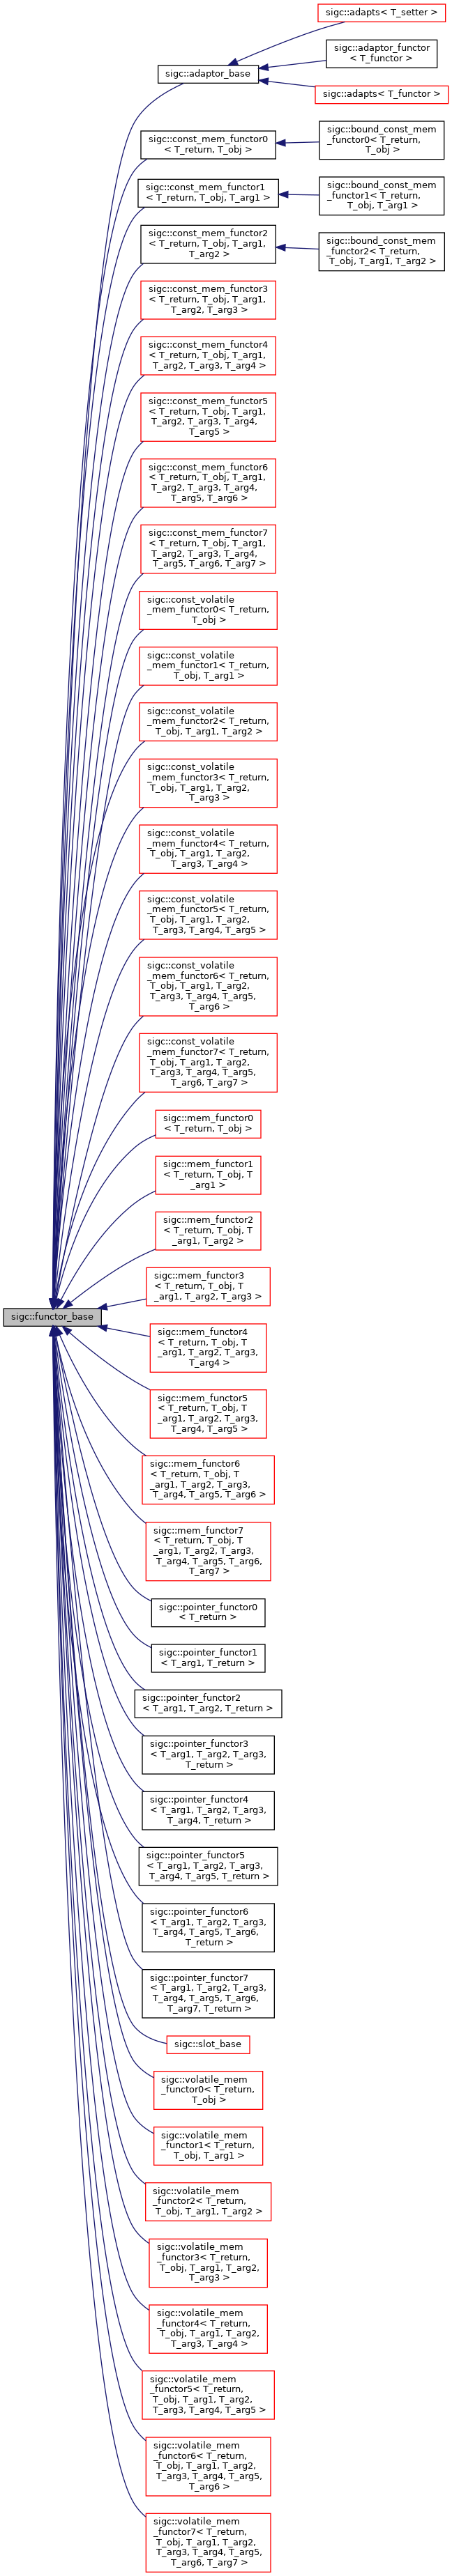 sigc::adapts< T_setter >
sigc::adaptor_functor
< T_functor >
sigc::adaptor_base
sigc::adapts< T_functor >
sigc::const_mem_functor0
< T_return, T_obj >
sigc::bound_const_mem
_functor0< T_return,
T_obj >
sigc::const_mem_functor1
< T_return, T_obj, T_arg1 >
sigc::bound_const_mem
_functor1< T_return,
T_obj, T_arg1 >
sigc::const_mem_functor2
< T_return, T_obj, T_arg1,
T_arg2 >
sigc::bound_const_mem
_functor2< T_return,
T_obj, T_arg1, T_arg2 >
sigc::const_mem_functor3
< T_return, T_obj, T_arg1,
T_arg2, T_arg3 >
sigc::const_mem_functor4
< T_return, T_obj, T_arg1,
T_arg2, T_arg3, T_arg4 >
sigc::const_mem_functor5
< T_return, T_obj, T_arg1,
T_arg2, T_arg3, T_arg4,
T_arg5 >
sigc::const_mem_functor6
< T_return, T_obj, T_arg1,
T_arg2, T_arg3, T_arg4,
T_arg5, T_arg6 >
sigc::const_mem_functor7
< T_return, T_obj, T_arg1,
T_arg2, T_arg3, T_arg4,
T_arg5, T_arg6, T_arg7 >
sigc::const_volatile
_mem_functor0< T_return,
T_obj >
sigc::const_volatile
_mem_functor1< T_return,
T_obj, T_arg1 >
sigc::const_volatile
_mem_functor2< T_return,
T_obj, T_arg1, T_arg2 >
sigc::const_volatile
_mem_functor3< T_return,
T_obj, T_arg1, T_arg2,
T_arg3 >
sigc::const_volatile
_mem_functor4< T_return,
T_obj, T_arg1, T_arg2,
T_arg3, T_arg4 >
sigc::const_volatile
_mem_functor5< T_return,
T_obj, T_arg1, T_arg2,
T_arg3, T_arg4, T_arg5 >
sigc::const_volatile
_mem_functor6< T_return,
T_obj, T_arg1, T_arg2,
T_arg3, T_arg4, T_arg5,
T_arg6 >
sigc::const_volatile
_mem_functor7< T_return,
T_obj, T_arg1, T_arg2,
T_arg3, T_arg4, T_arg5,
T_arg6, T_arg7 >
sigc::mem_functor0
< T_return, T_obj >
sigc::mem_functor1
< T_return, T_obj, T
_arg1 >
sigc::mem_functor2
< T_return, T_obj, T
_arg1, T_arg2 >
sigc::mem_functor3
< T_return, T_obj, T
_arg1, T_arg2, T_arg3 >
sigc::functor_base
sigc::mem_functor4
< T_return, T_obj, T
_arg1, T_arg2, T_arg3,
T_arg4 >
sigc::mem_functor5
< T_return, T_obj, T
_arg1, T_arg2, T_arg3,
T_arg4, T_arg5 >
sigc::mem_functor6
< T_return, T_obj, T
_arg1, T_arg2, T_arg3,
T_arg4, T_arg5, T_arg6 >
sigc::mem_functor7
< T_return, T_obj, T
_arg1, T_arg2, T_arg3,
T_arg4, T_arg5, T_arg6,
T_arg7 >
sigc::pointer_functor0
< T_return >
sigc::pointer_functor1
< T_arg1, T_return >
sigc::pointer_functor2
< T_arg1, T_arg2, T_return >
sigc::pointer_functor3
< T_arg1, T_arg2, T_arg3,
T_return >
sigc::pointer_functor4
< T_arg1, T_arg2, T_arg3,
T_arg4, T_return >
sigc::pointer_functor5
< T_arg1, T_arg2, T_arg3,
T_arg4, T_arg5, T_return >
sigc::pointer_functor6
< T_arg1, T_arg2, T_arg3,
T_arg4, T_arg5, T_arg6,
T_return >
sigc::pointer_functor7
< T_arg1, T_arg2, T_arg3,
T_arg4, T_arg5, T_arg6,
T_arg7, T_return >
sigc::slot_base
sigc::volatile_mem
_functor0< T_return,
T_obj >
sigc::volatile_mem
_functor1< T_return,
T_obj, T_arg1 >
sigc::volatile_mem
_functor2< T_return,
T_obj, T_arg1, T_arg2 >
sigc::volatile_mem
_functor3< T_return,
T_obj, T_arg1, T_arg2,
T_arg3 >
sigc::volatile_mem
_functor4< T_return,
T_obj, T_arg1, T_arg2,
T_arg3, T_arg4 >
sigc::volatile_mem
_functor5< T_return,
T_obj, T_arg1, T_arg2,
T_arg3, T_arg4, T_arg5 >
sigc::volatile_mem
_functor6< T_return,
T_obj, T_arg1, T_arg2,
T_arg3, T_arg4, T_arg5,
T_arg6 >
sigc::volatile_mem
_functor7< T_return,
T_obj, T_arg1, T_arg2,
T_arg3, T_arg4, T_arg5,
T_arg6, T_arg7 >